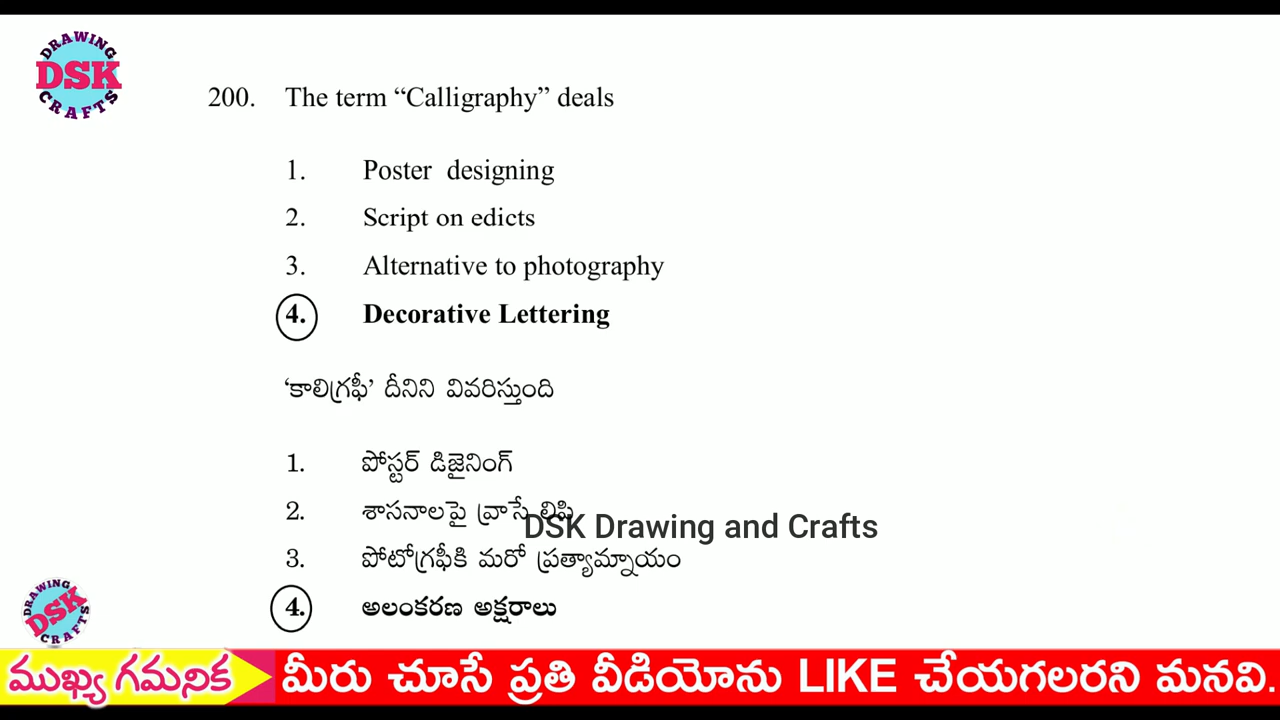 DRAWING
DSK
CRAFTS
200. The term “Calligraphy” deals
1. Poster designing
2. Script on edicts
3. Alternative to photography
4. Decorative Lettering
‘కాలిగ్రఫీ’ దీనిని వివరిస్తుంది
1. పోస్టర్ డిజైనింగ్
2. శాసనాలపై వ్రాసే లిపి
DSK Drawing and Crafts
3. పోటోగ్రఫీకి మరో ప్రత్యామ్నాయం
4. అలంకరణ అక్షరాలు
DRAWING
DSK
CRAFTS
ముఖ్య గమనిక మీరు చూసే ప్రతి వీడియోను LIKE చేయగలరని మనవి.